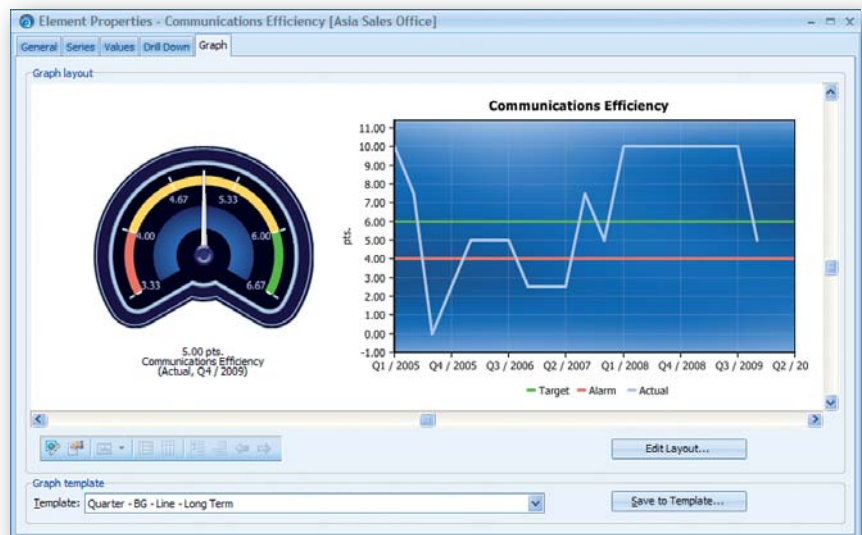 Element Properties - Communications Efficiency [Asia Sales Office]
General Series Values Drill Down Graph
Graph layout
Communications Efficiency
11.00
10.00
9.00
8.00
7.00
6.00
5.00
4.00
3.00
2.00
1.00
0.00
-1.00
pts.
Q1 / 2005 Q4 / 2005 Q3 / 2006 Q2 / 2007 Q1 / 2008 Q4 / 2008 Q3 / 2009 Q2 / 20
Target Alarm Actual
4.67 5.33
4.00 6.00
3.33 6.67
5.00 pts.
Communications Efficiency
(Actual, Q4 / 2009)
Edit Layout...
Graph template
Template: Quarter - BG - Line - Long Term
Save to Template...